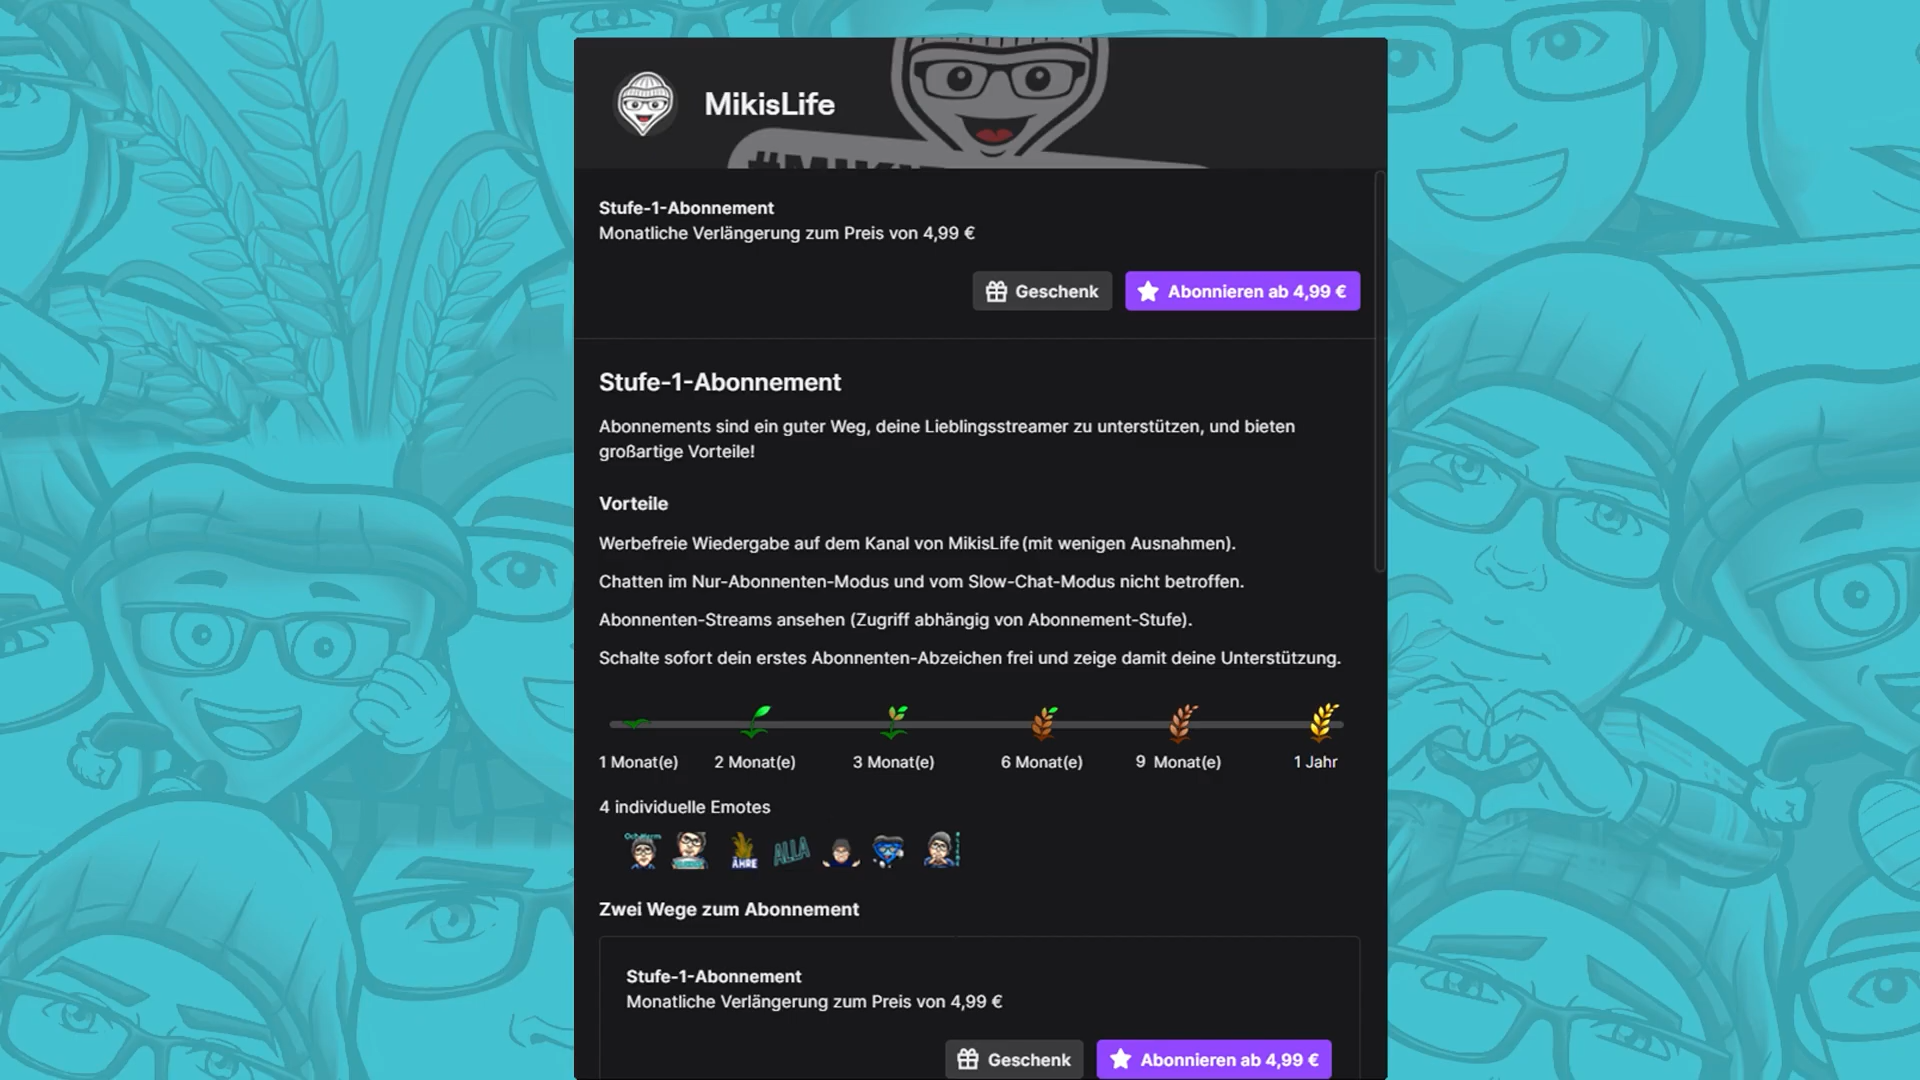 MikisLife
Stufe-1-Abonnement
Monatliche Verlängerung zum Preis von 4,99 €
Geschenk
Abonnieren ab 4,99 €
Stufe-1-Abonnement
Abonnements sind ein guter Weg, deine Lieblingsstreamer zu unterstützen, und bieten
großartige Vorteile!
Vorteile
Werbefreie Wiedergabe auf dem Kanal von MikisLife (mit wenigen Ausnahmen).
Chatten im Nur-Abonnenten-Modus und vom Slow-Chat-Modus nicht betroffen.
Abonnenten-Streams ansehen (Zugriff abhängig von Abonnement-Stufe).
Schalte sofort dein erstes Abonnenten-Abzeichen frei und zeige damit deine Unterstützung.
1 Monat(e) 2 Monat(e) 3 Monat(e) 6 Monat(e) 9 Monat(e) 1 Jahr
4 individuelle Emotes
ÄHRE
ALLA
Zwei Wege zum Abonnement
Stufe-1-Abonnement
Monatliche Verlängerung zum Preis von 4,99 €
Geschenk
Abonnieren ab 4,99 €